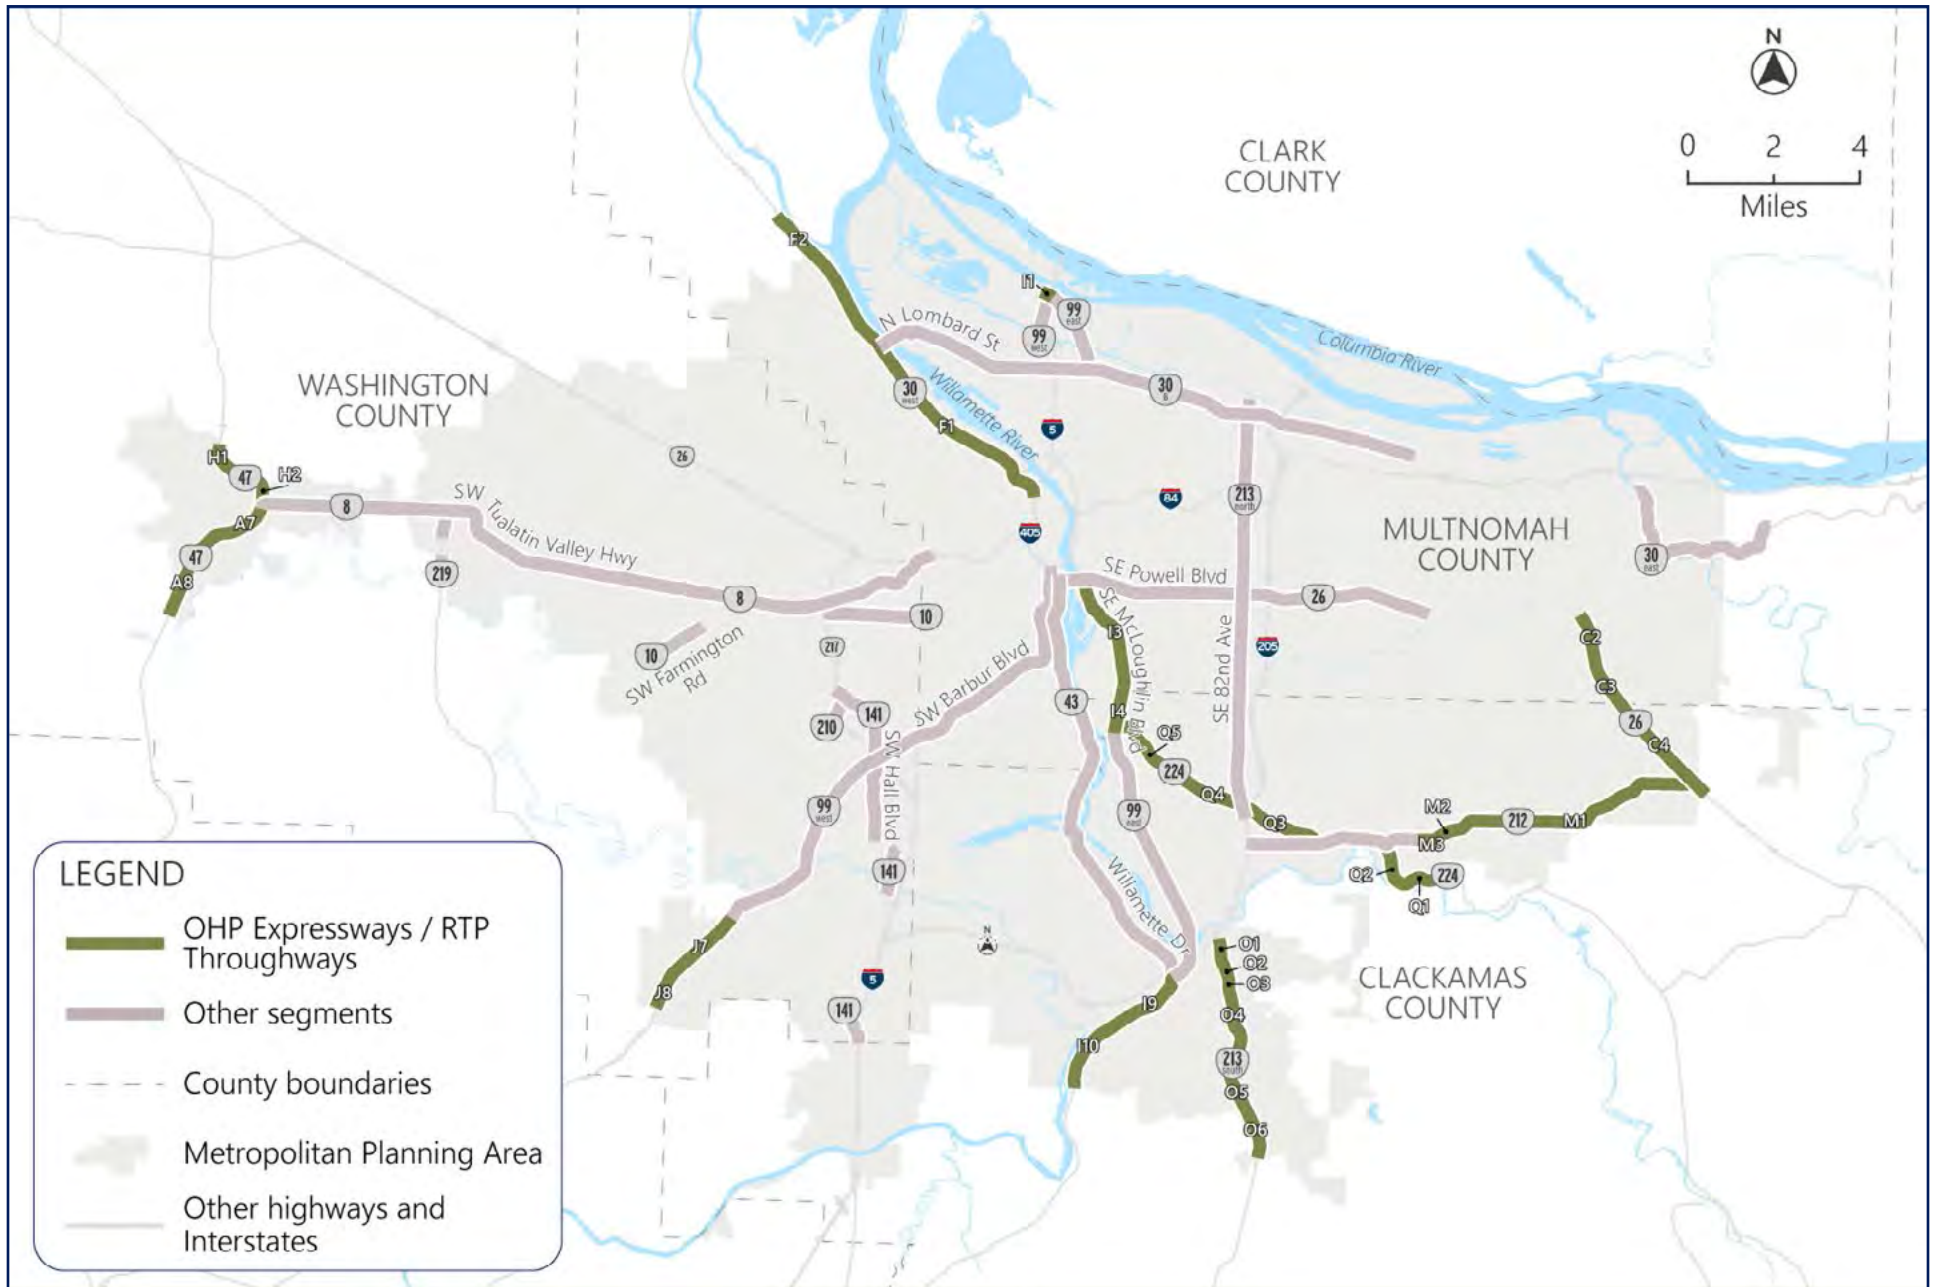 N
0 2 4
Miles
CLARK
COUNTY
F2
I1
99
east
99
west
N Lombard St
Columbia River
30
B
30
west
Willamette River
F1
5
WASHINGTON
COUNTY
26
H1
47
H2
8
SW Tualatin Valley Hwy
A7
47
A8
219
84
213
north
405
MULTNOMAH
COUNTY
30
east
SE Powell Blvd
26
8
10
10
SW Farmington
Rd
217
SE McLoughlin Blvd
I3
SE 82nd Ave
205
C2
C3
26
C4
SW Barbur Blvd
43
I4
210
141
SW Hall Blvd
Q5
224
Q4
Q3
99
west
99
east
M2
212
M1
M3
141
Q2
224
Q1
Willamette Dr
J7
J8
N
5
141
I9
I10
O1
O2
O3
O4
213
south
O5
O6
CLACKAMAS
COUNTY
LEGEND
OHP Expressways / RTP
Throughways
Other segments
County boundaries
Metropolitan Planning Area
Other highways and
Interstates